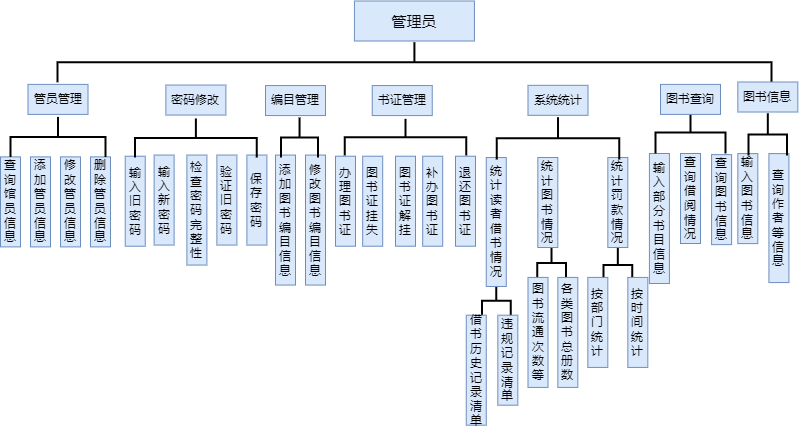 管理员
管员管理
密码修改
编目管理
书证管理
系统统计
图书查询
图书信息
查询馆员信息
添加管员信息
修改管员信息
删除管员信息
输入旧密码
输入新密码
检查密码完整性
验证旧密码
保存密码
添加图书编目信息
修改图书编目信息
办理图书证
图书证挂失
图书证解挂
补办图书证
退还图书证
统计读者借书情况
统计图书情况
统计罚款情况
输入部分书目信息
查询借阅情况
查询图书信息
输入图书信息
查询作者等信息
借书历史记录清单
违规记录清单
图书流通次数等
各类图书总册数
按部门统计
按时间统计